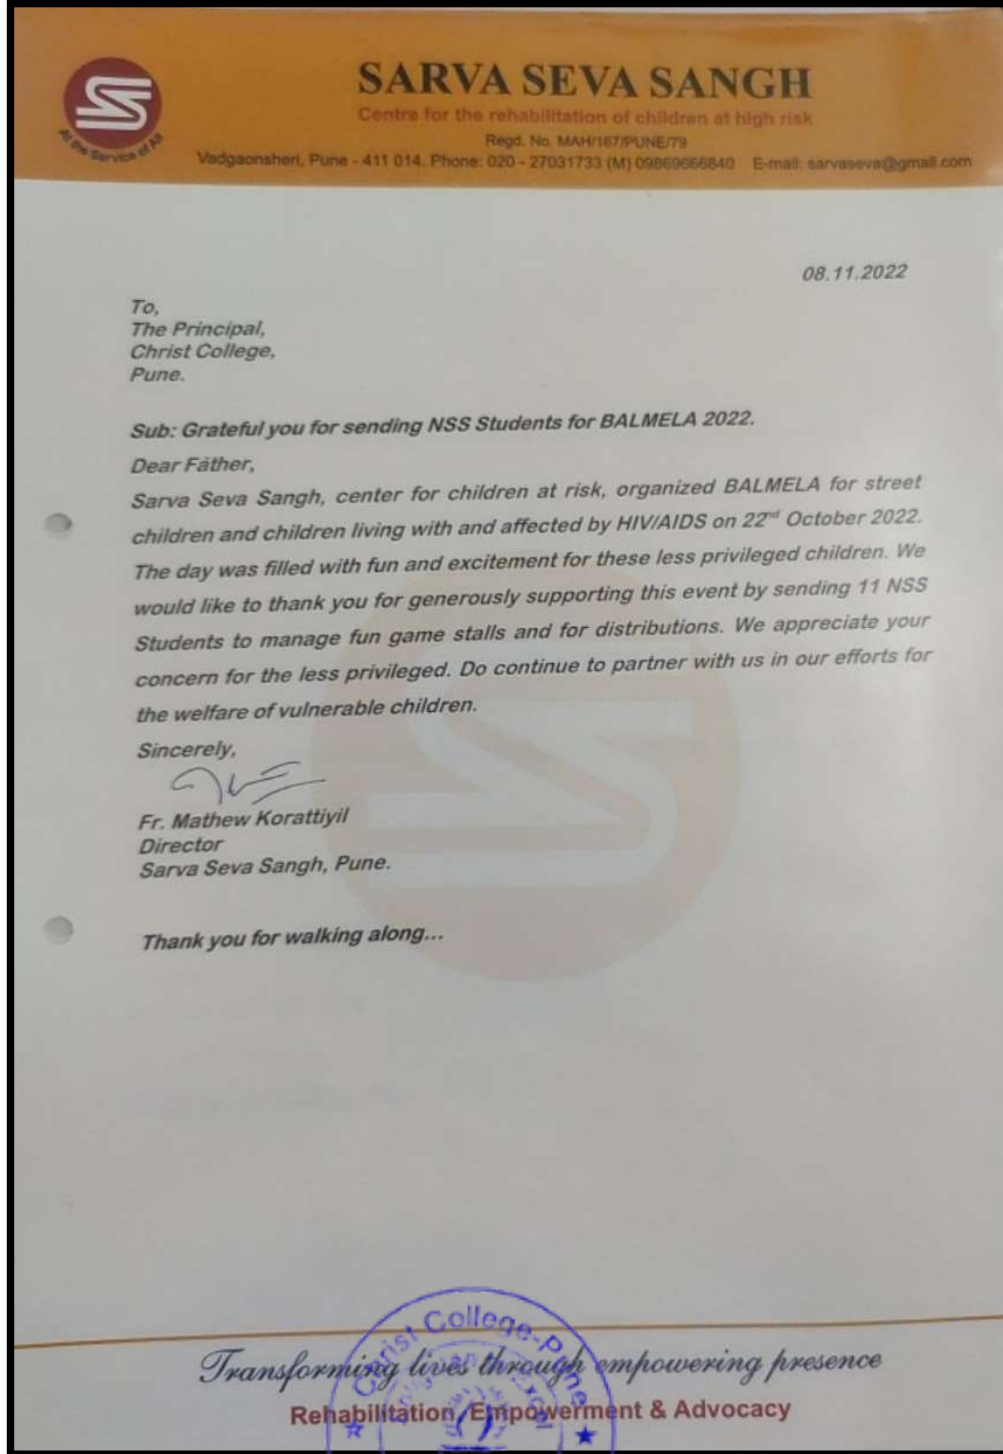 SARVA SEVA SANGH
Centre for the rehabilitation of children at high risk
Regd. No. MAH/167/PUNE/79
Vadgaonsheri, Pune - 411 014. Phone: 020 - 27031733 (M) 09869666840 E-mail: sarvaseva@gmail.com
At the Service of All
08.11.2022
To,
The Principal,
Christ College,
Pune.
Sub: Grateful you for sending NSS Students for BALMELA 2022.
Dear Father,
Sarva Seva Sangh, center for children at risk, organized BALMELA for street
children and children living with and affected by HIV/AIDS on 22nd October 2022.
The day was filled with fun and excitement for these less privileged children. We
would like to thank you for generously supporting this event by sending 11 NSS
Students to manage fun game stalls and for distributions. We appreciate your
concern for the less privileged. Do continue to partner with us in our efforts for
the welfare of vulnerable children.
Sincerely,
Fr. Mathew Korattiyil
Director
Sarva Seva Sangh, Pune.
Thank you for walking along...
Christ College-Pune
Transforming lives through empowering presence
Rehabilitation, Empowerment & Advocacy